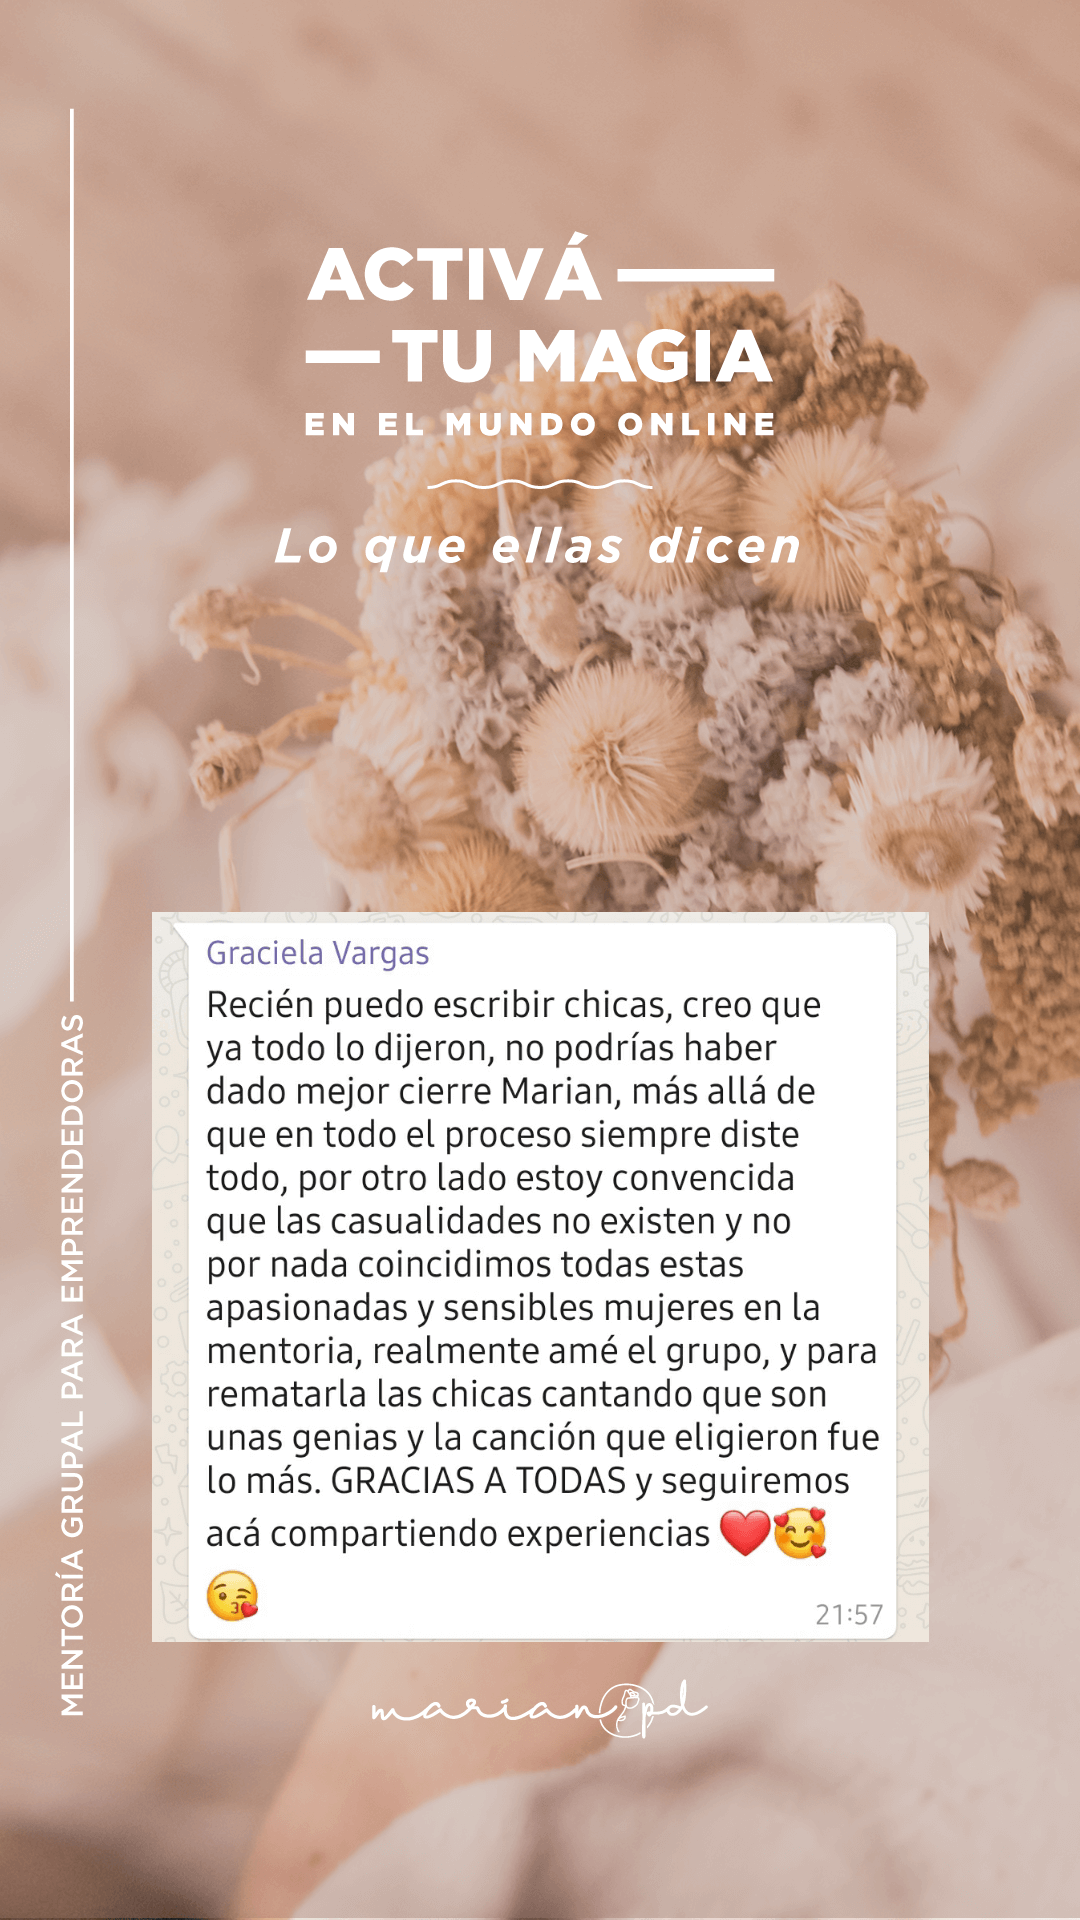 ACTIVÁ
TU MAGIA
EN EL MUNDO ONLINE
Lo que ellas dicen
MENTORÍA GRUPAL PARA EMPRENDEDORAS
Graciela Vargas
Recién puedo escribir chicas, creo que
ya todo lo dijeron, no podrías haber
dado mejor cierre Marian, más allá de
que en todo el proceso siempre diste
todo, por otro lado estoy convencida
que las casualidades no existen y no
por nada coincidimos todas estas
apasionadas y sensibles mujeres en la
mentoria, realmente amé el grupo, y para
rematarla las chicas cantando que son
unas genias y la canción que eligieron fue
lo más. GRACIAS A TODAS y seguiremos
acá compartiendo experiencias ❤️🥰
😘
21:57
marian pd